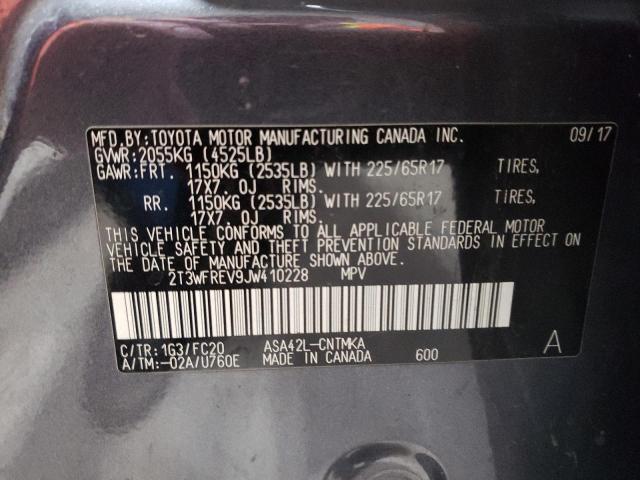 MFD.BY:TOYOTA MOTOR MANUFACTURING CANADA INC. 09/17
GVWR:2055KG (4525LB)
GAWR:FRT. 1150KG (2535LB) WITH 225/65R17 TIRES,
17X7.0J RIMS.
RR. 1150KG (2535LB) WITH 225/65R17 TIRES,
17X7.0J RIMS.
THIS VEHICLE CONFORMS TO ALL APPLICABLE FEDERAL MOTOR
VEHICLE SAFETY AND THEFT PREVENTION STANDARDS IN EFFECT ON
THE DATE OF MANUFACTURE SHOWN ABOVE.
2T3WFREV9JW410228 MPV
C/TR:1G3/FC20 ASA42L-CNTMKA
A/TM:-02A/U760E MADE IN CANADA 600 A